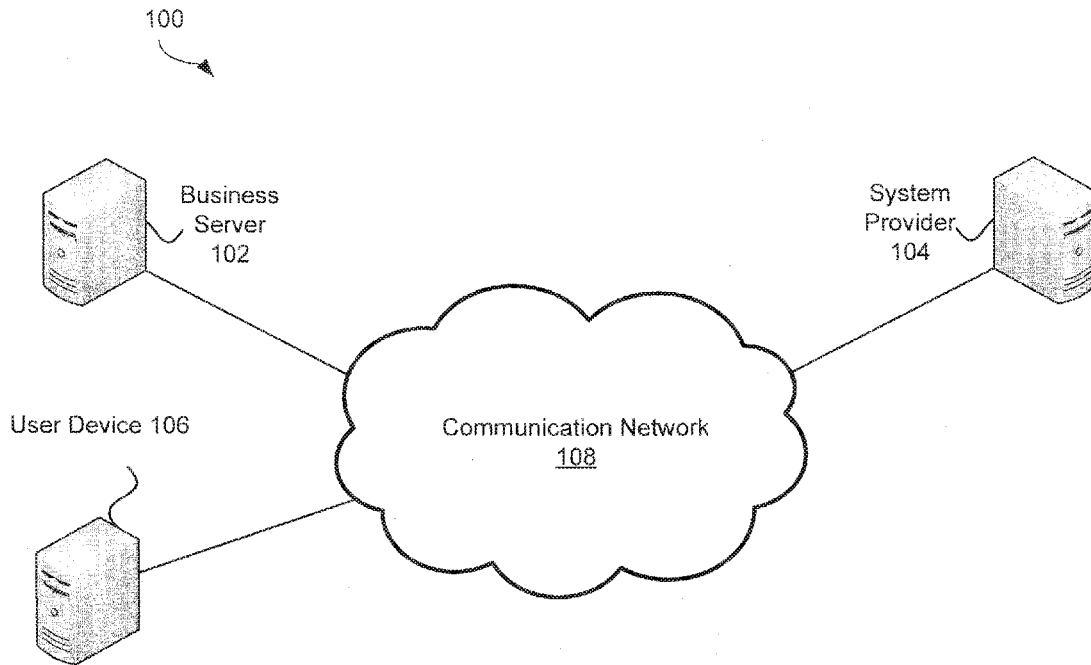 100
Business
Server
102
System
Provider
104
User Device 106
Communication Network
108